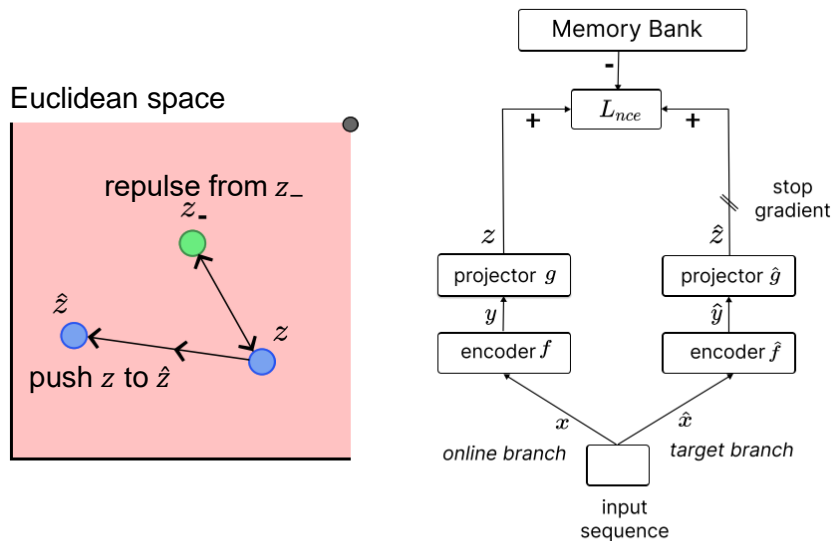 Euclidean space
repulse from z₋
z₋
ẑ
z
push z to ẑ
Memory Bank
-
L_nce
+ +
stop
gradient
z ẑ
projector g projector ĝ
y ŷ
encoder f encoder f̂
x x̂
online branch target branch
input
sequence